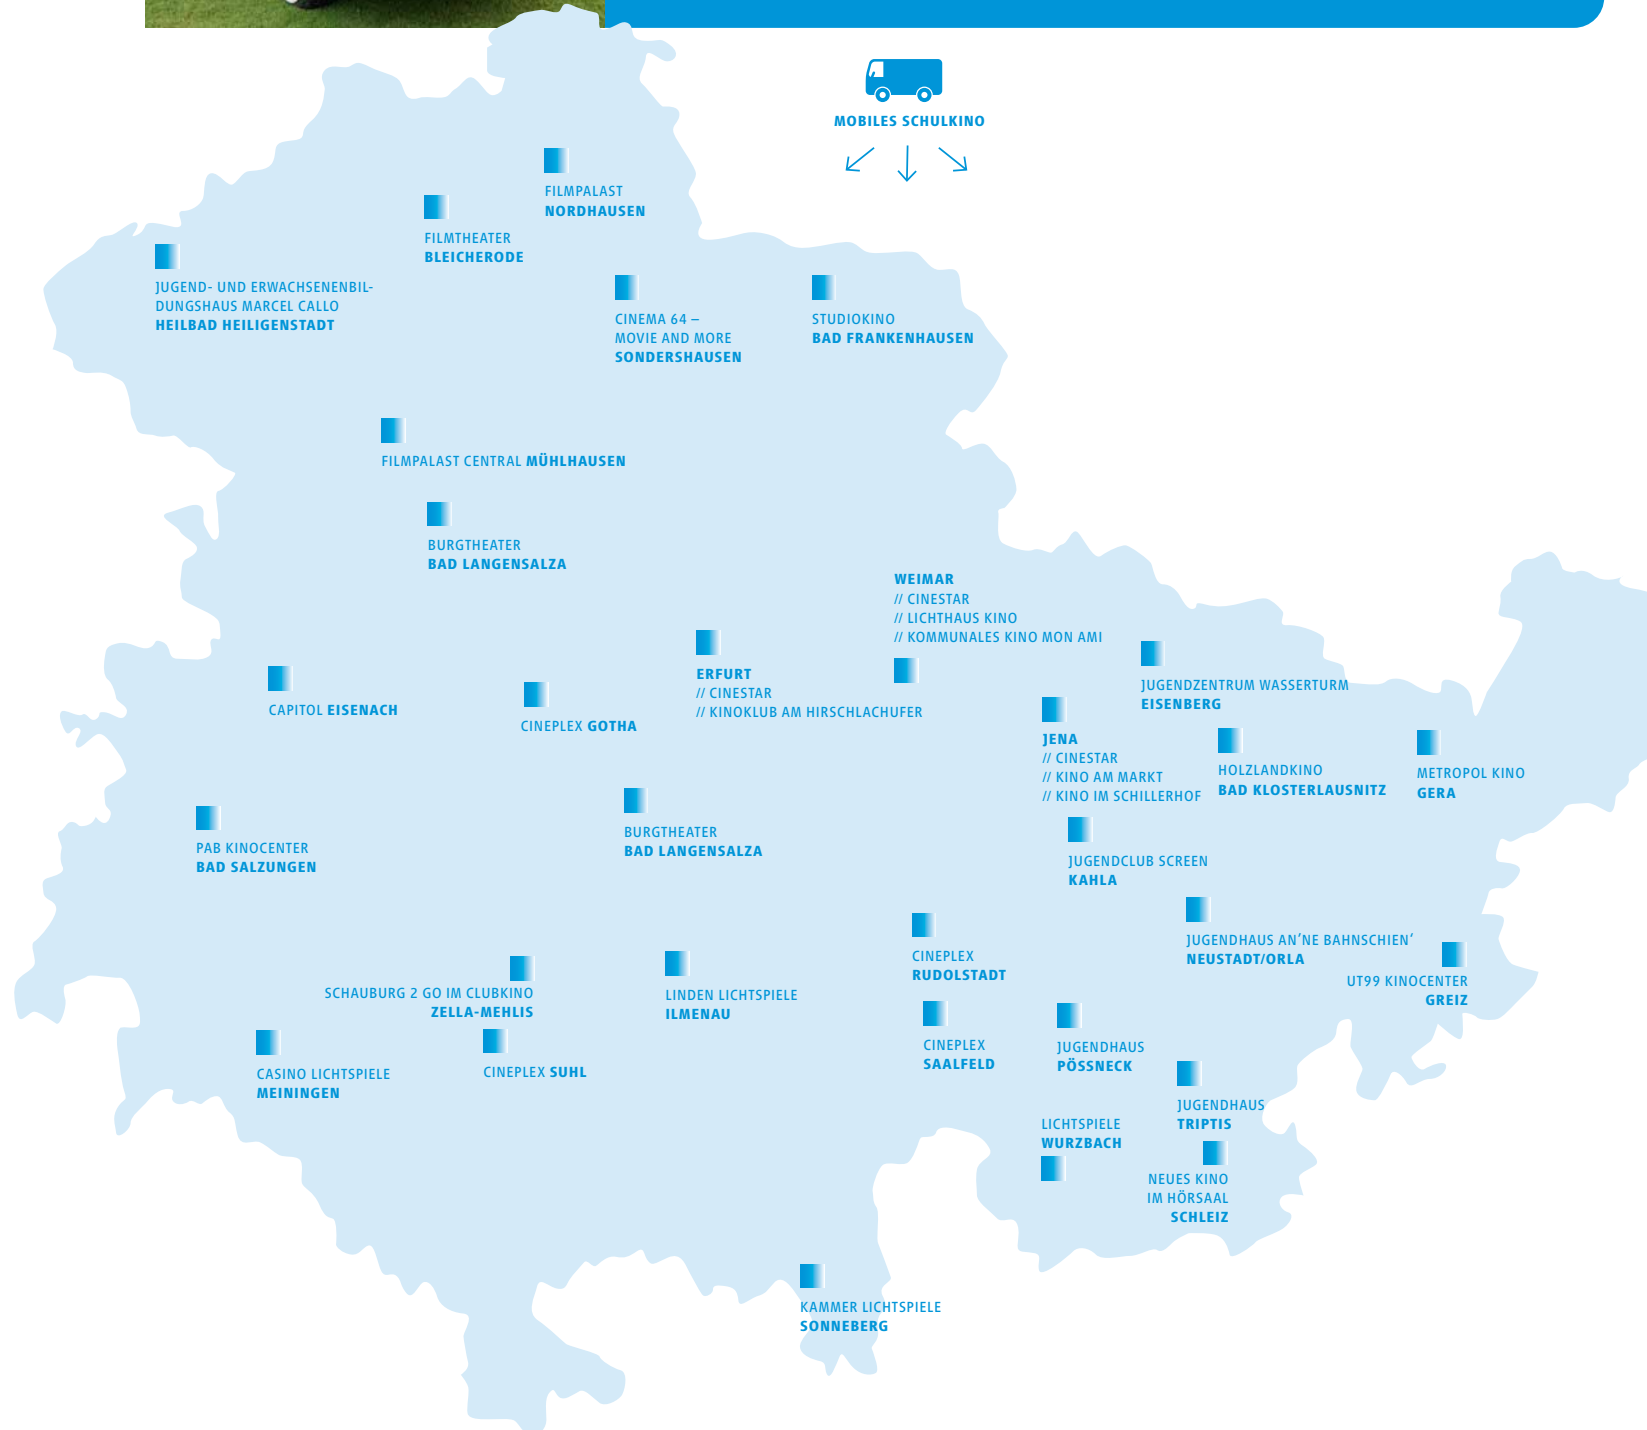 MOBILES SCHULKINO
FILMPALAST
NORDHAUSEN
FILMTHEATER
BLEICHERODE
JUGEND- UND ERWACHSENENBIL-
DUNGSHAUS MARCEL CALLO
HEILBAD HEILIGENSTADT
CINEMA 64 –
MOVIE AND MORE
SONDERSHAUSEN
STUDIOKINO
BAD FRANKENHAUSEN
FILMPALAST CENTRAL MÜHLHAUSEN
BURGTHEATER
BAD LANGENSALZA
WEIMAR
// CINESTAR
// LICHTHAUS KINO
// KOMMUNALES KINO MON AMI
ERFURT
// CINESTAR
// KINOKLUB AM HIRSCHLACHUFER
JUGENDZENTRUM WASSERTURM
EISENBERG
CAPITOL EISENACH
CINEPLEX GOTHA
JENA
// CINESTAR
// KINO AM MARKT
// KINO IM SCHILLERHOF
HOLZLANDKINO
BAD KLOSTERLAUSNITZ
METROPOL KINO
GERA
PAB KINOCENTER
BAD SALZUNGEN
BURGTHEATER
BAD LANGENSALZA
JUGENDCLUB SCREEN
KAHLA
JUGENDHAUS AN’NE BAHNSCHIEN’
NEUSTADT/ORLA
CINEPLEX
RUDOLSTADT
UT99 KINOCENTER
GREIZ
SCHAUBURG 2 GO IM CLUBKINO
ZELLA-MEHLIS
LINDEN LICHTSPIELE
ILMENAU
CINEPLEX
SAALFELD
JUGENDHAUS
PÖSSNECK
CASINO LICHTSPIELE
MEININGEN
CINEPLEX SUHL
JUGENDHAUS
TRIPTIS
LICHTSPIELE
WURZBACH
NEUES KINO
IM HÖRSAAL
SCHLEIZ
KAMMER LICHTSPIELE
SONNEBERG